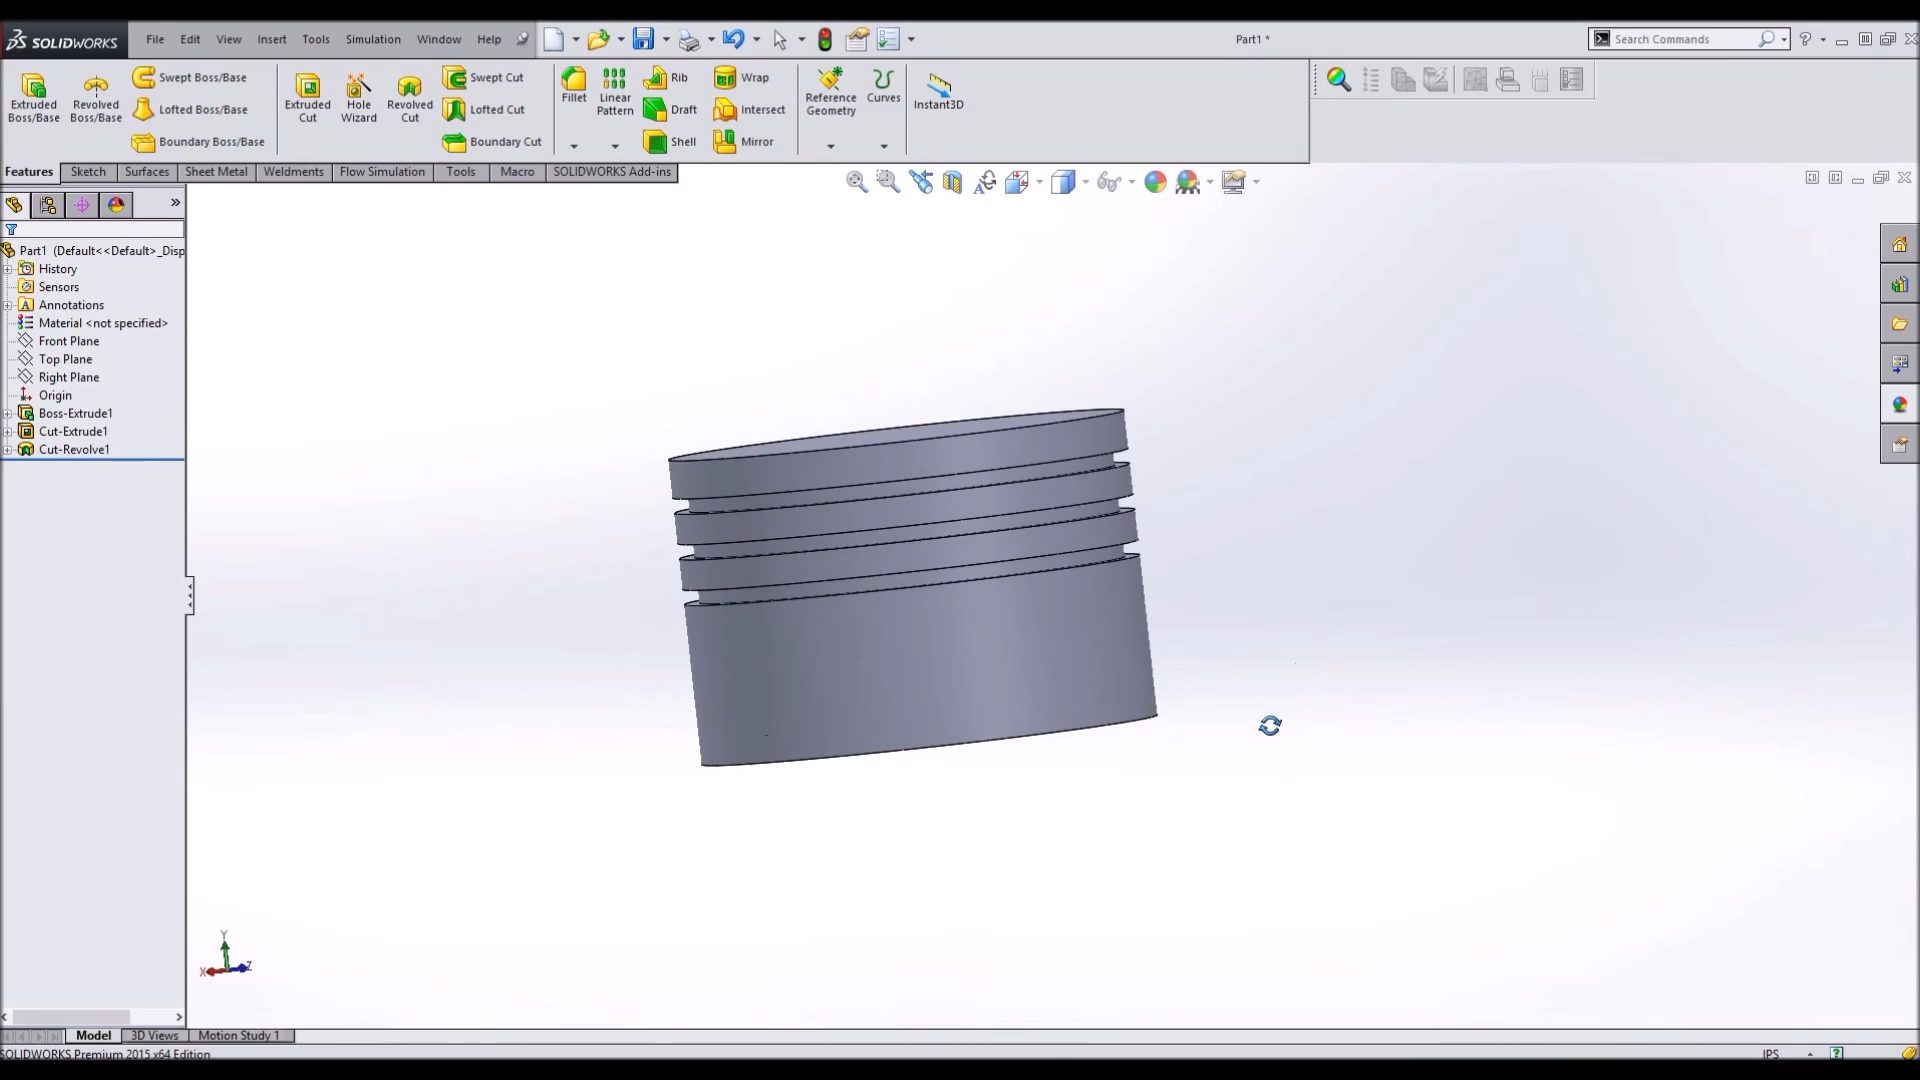 SOLIDWORKS File Edit View Insert Tools Simulation Window Help Part1 * Search Commands ?
Extruded Boss/Base
Revolved Boss/Base
Swept Boss/Base
Lofted Boss/Base
Boundary Boss/Base
Extruded Cut
Hole Wizard
Revolved Cut
Swept Cut
Lofted Cut
Boundary Cut
Fillet
Linear Pattern
Rib
Draft
Shell
Wrap
Intersect
Mirror
Reference Geometry
Curves
Instant3D
Features Sketch Surfaces Sheet Metal Weldments Flow Simulation Tools Macro SOLIDWORKS Add-ins
Part1 (Default<<Default>_Disp
History
Sensors
Annotations
Material <not specified>
Front Plane
Top Plane
Right Plane
Origin
Boss-Extrude1
Cut-Extrude1
Cut-Revolve1
Y
X Z
Model 3D Views Motion Study 1
SOLIDWORKS Premium 2015 x64 Edition IPS ?